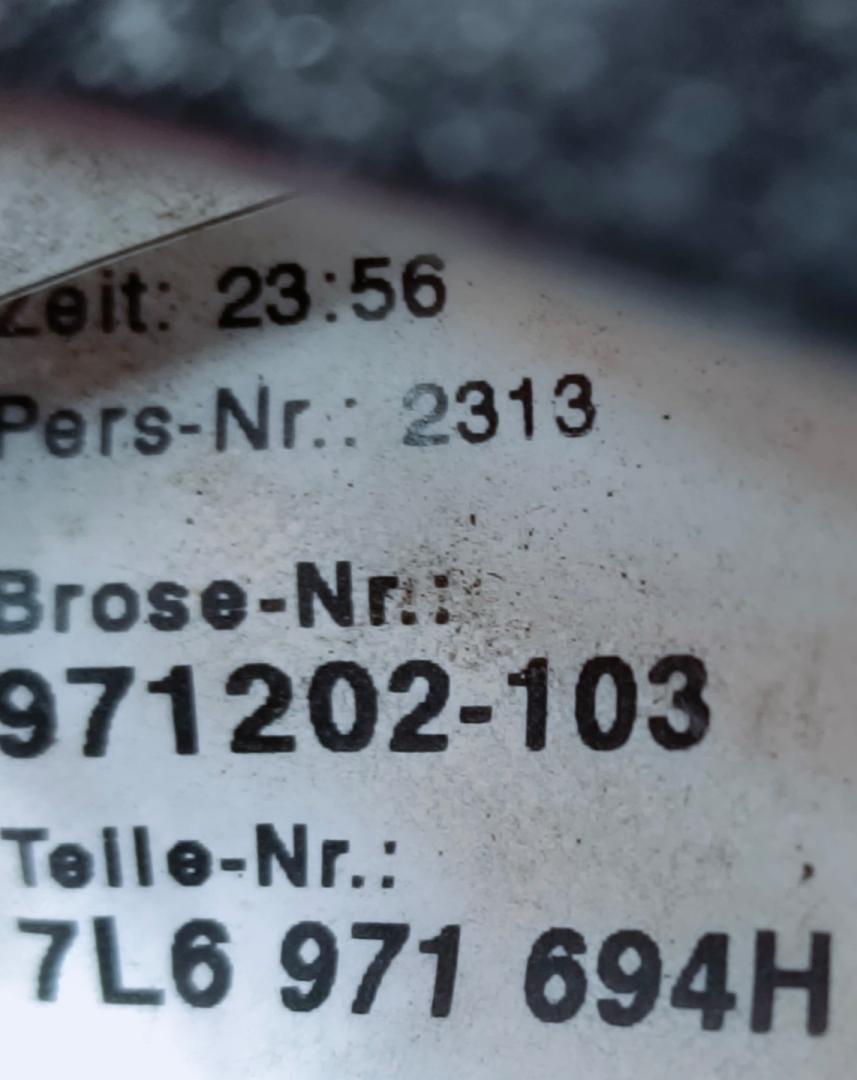 Zeit: 23:56
Pers-Nr.: 2313
Brose-Nr.:
971202-103
Teile-Nr.:
7L6 971 694H